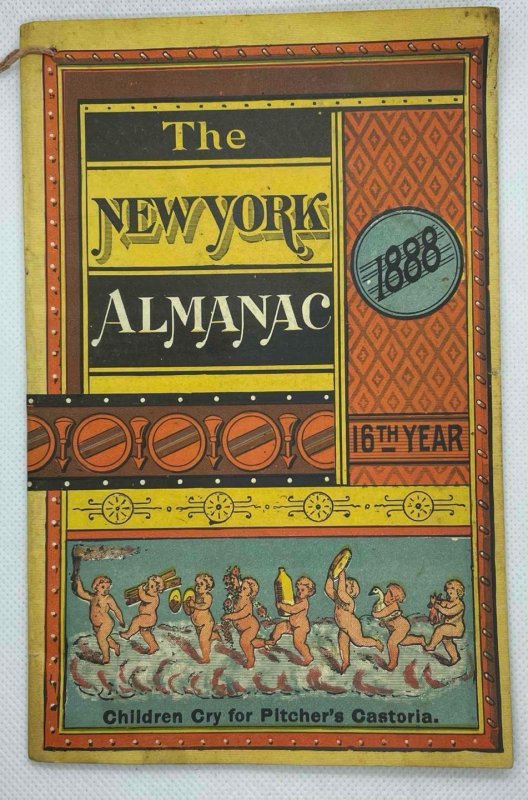 The
NEW YORK
ALMANAC
1888
16TH YEAR
Children Cry for Pitcher's Castoria.